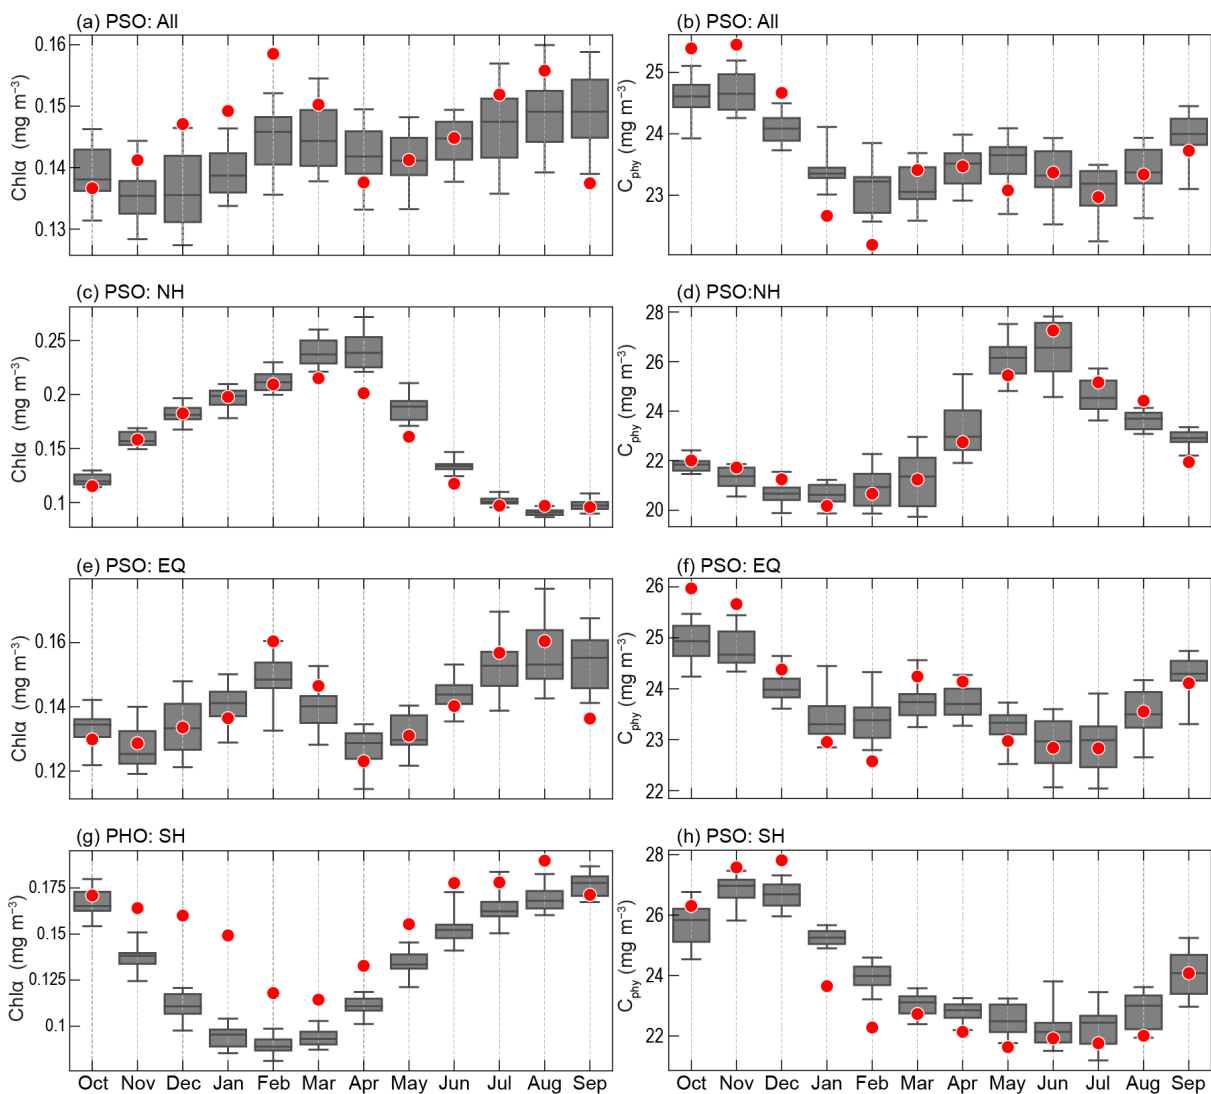 (a) PSO: All
Chlα (mg m⁻³)
0.16
0.15
0.14
0.13
(b) PSO: All
C_phy (mg m⁻³)
25
24
23
(c) PSO: NH
Chlα (mg m⁻³)
0.25
0.2
0.15
0.1
(d) PSO:NH
C_phy (mg m⁻³)
28
26
24
22
20
(e) PSO: EQ
Chlα (mg m⁻³)
0.16
0.14
0.12
(f) PSO: EQ
C_phy (mg m⁻³)
26
25
24
23
22
(g) PHO: SH
Chlα (mg m⁻³)
0.175
0.15
0.125
0.1
Oct Nov Dec Jan Feb Mar Apr May Jun Jul Aug Sep
(h) PSO: SH
C_phy (mg m⁻³)
28
26
24
22
Oct Nov Dec Jan Feb Mar Apr May Jun Jul Aug Sep